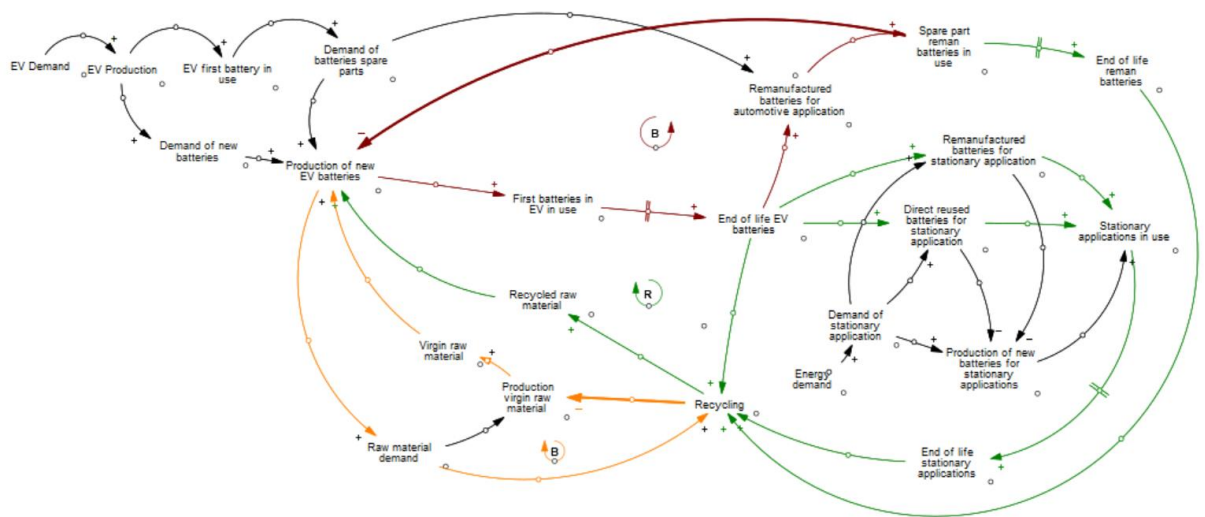 EV Demand
EV Production
EV first battery in
use
Demand of
batteries spare
parts
Spare part
reman
batteries in
use
End of life
reman
batteries
Remanufactured
batteries for
automotive application
Demand of new
batteries
Production of new
EV batteries
B
Remanufactured
batteries for
stationary application
First batteries in
EV in use
End of life EV
batteries
Direct reused
batteries for
stationary
application
Stationary
applications in use
Recycled raw
material
R
Demand of
stationary
application
Virgin raw
material
Production of new
batteries for
stationary
applications
Energy
demand
Production
virgin raw
material
Recycling
Raw material
demand
B
End of life
stationary
applications